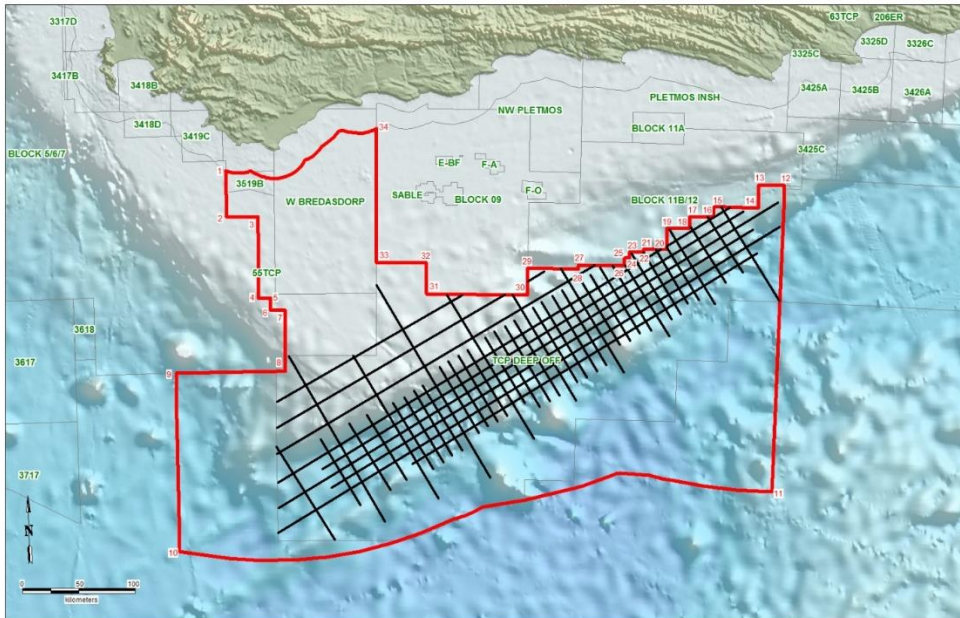 3317D
63TCP
206ER
3325D
3326C
3325C
3417B
3418B
3425A
3425B
3426A
NW PLETMOS
PLETMOS INSH
3418D
3419C
BLOCK 11A
34
BLOCK 5/6/7
E-BF
F-A
3425C
1
3519B
13
12
SABLE
BLOCK 09
F-O
W BREDASDORP
BLOCK 11B/12
2
3
19
18
17
16
15
14
33
32
29
27
25
23
21
20
24
22
55TCP
28
26
4
5
31
30
6
7
3618
3617
8
TCP DEEP OFF
9
3717
11
N
10
0
50
100
kilometers